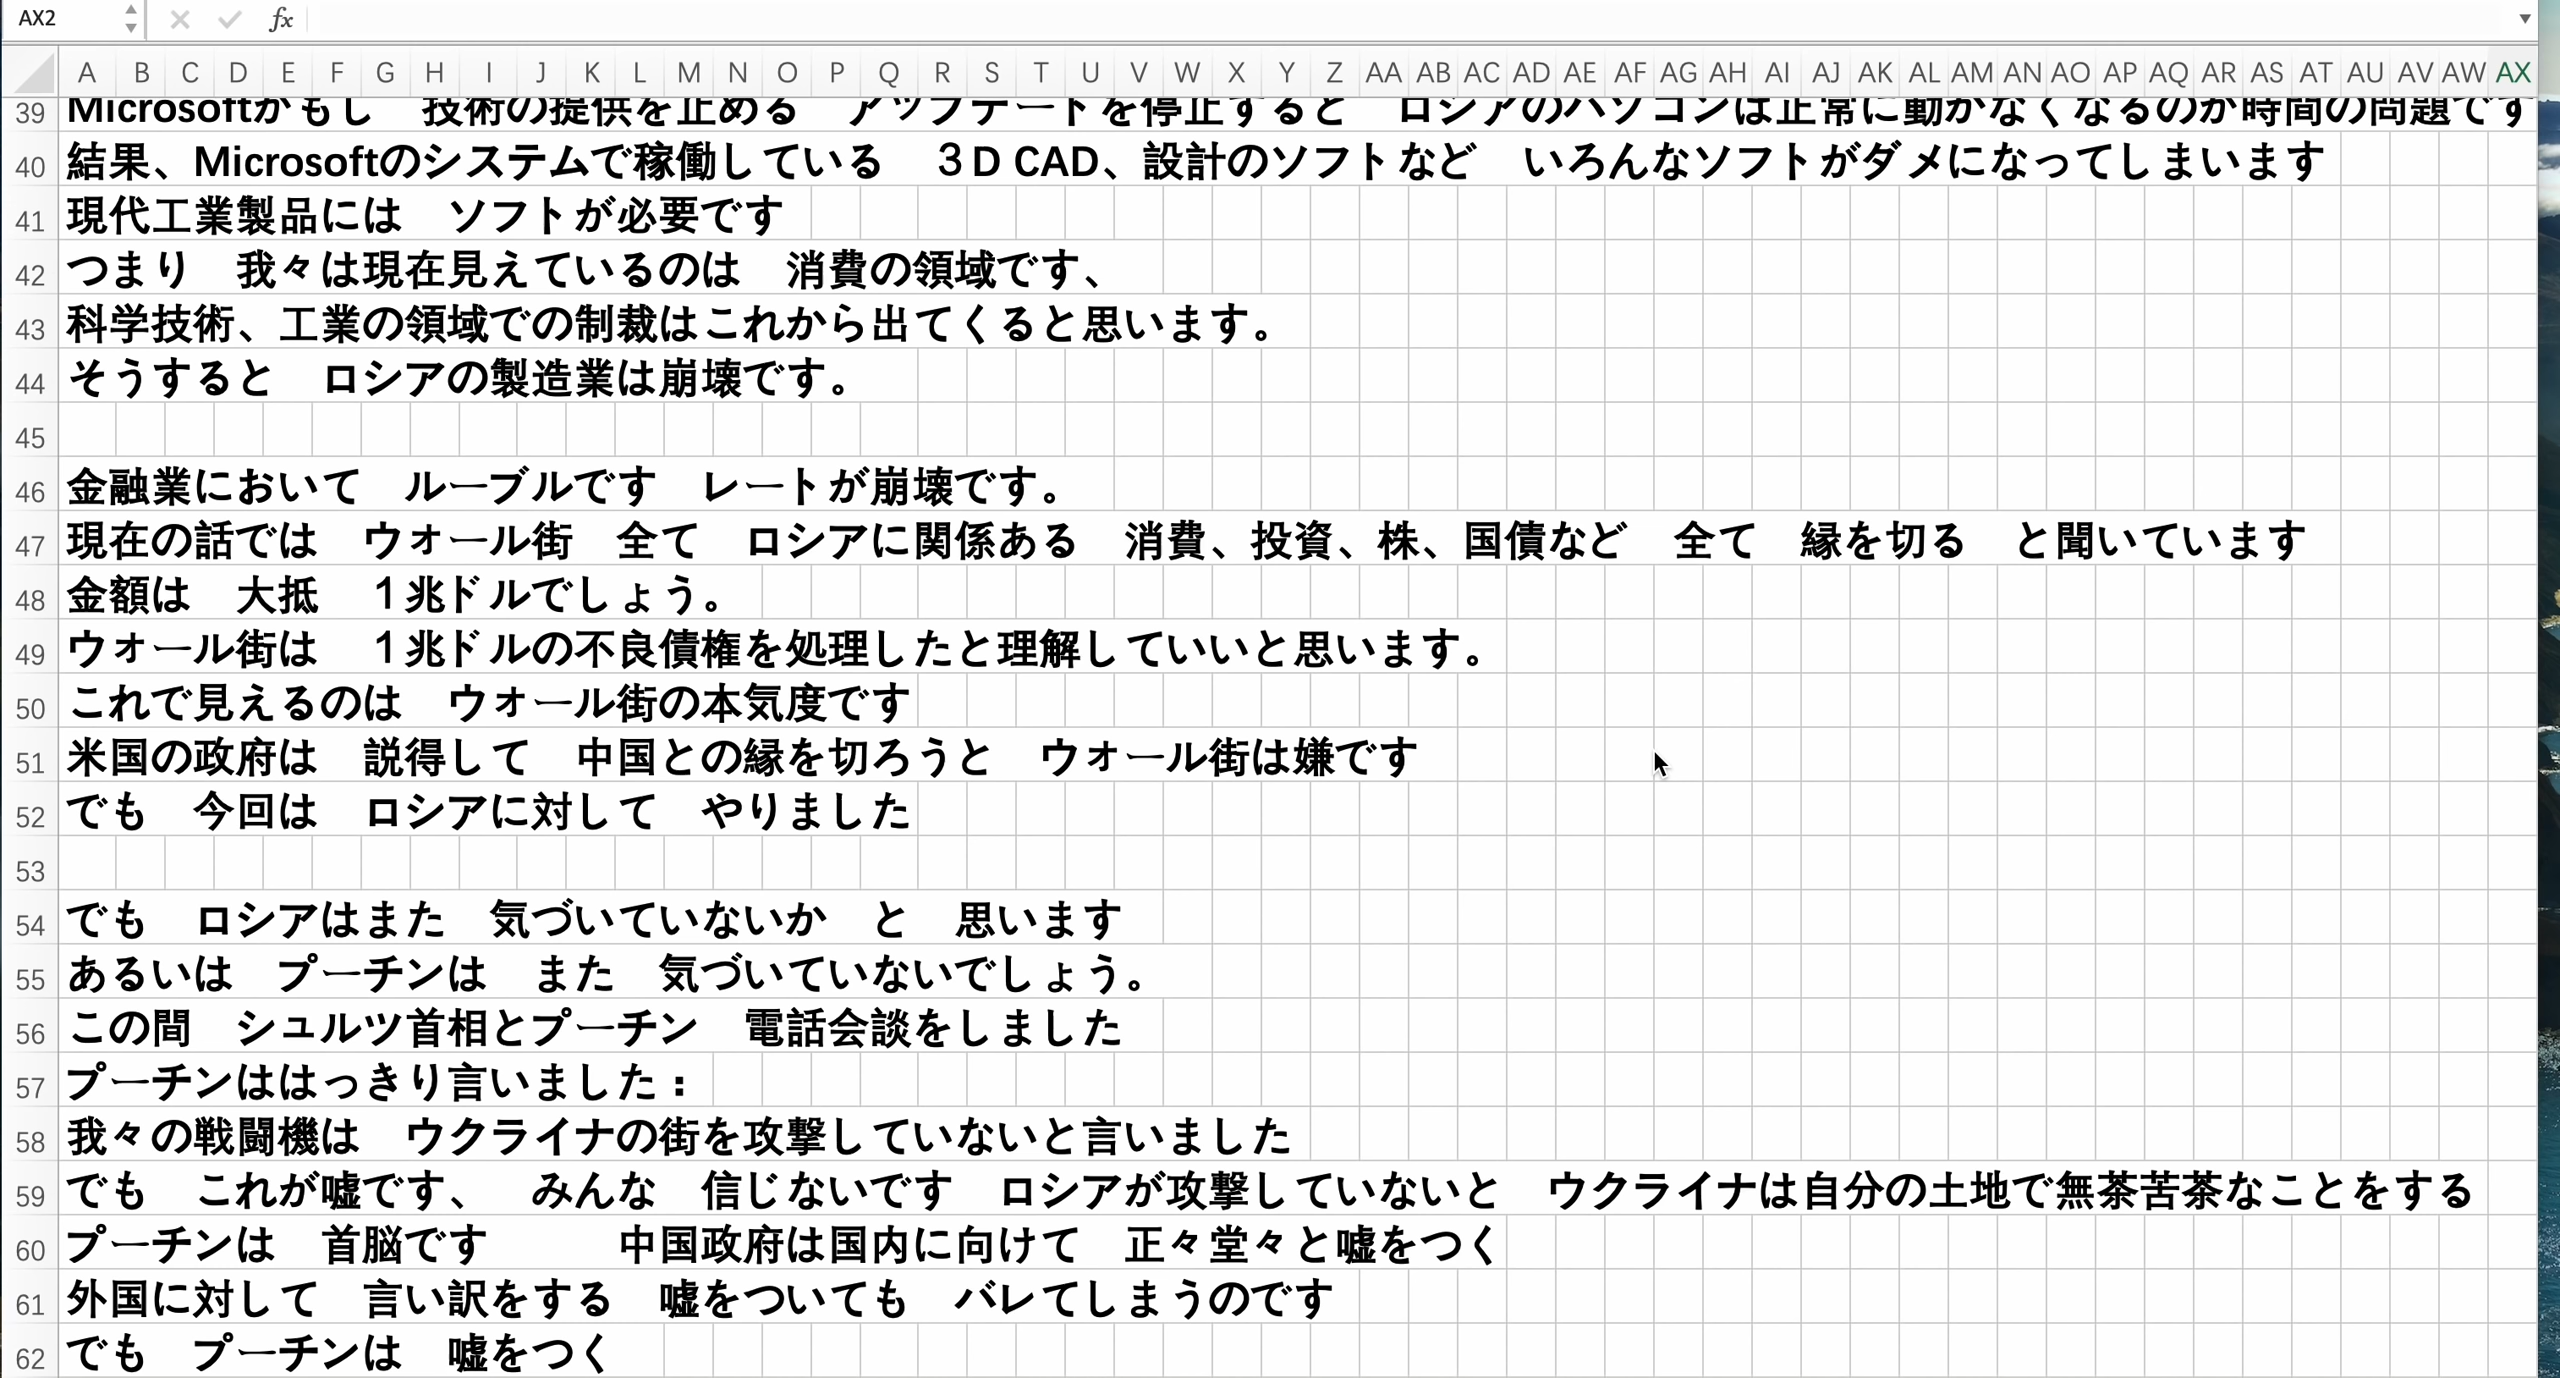 AX2 fx
A B C D E F G H I J K L M N O P Q R S T U V W X Y Z AA AB AC AD AE AF AG AH AI AJ AK AL AM AN AO AP AQ AR AS AT AU AV AW AX
39 Microsoftがもし　技術の提供を止める　アップデートを停止すると　ロシアのパソコンは正常に動かなくなるのが時間の問題です
40 結果、Microsoftのシステムで稼働している　３D CAD、設計のソフトなど　いろんなソフトがダメになってしまいます
41 現代工業製品には　ソフトが必要です
42 つまり　我々は現在見えているのは　消費の領域です、
43 科学技術、工業の領域での制裁はこれから出てくると思います。
44 そうすると　ロシアの製造業は崩壊です。
45
46 金融業において　ルーブルです　レートが崩壊です。
47 現在の話では　ウォール街　全て　ロシアに関係ある　消費、投資、株、国債など　全て　縁を切る　と聞いています
48 金額は　大抵　１兆ドルでしょう。
49 ウォール街は　１兆ドルの不良債権を処理したと理解していいと思います。
50 これで見えるのは　ウォール街の本気度です
51 米国の政府は　説得して　中国との縁を切ろうと　ウォール街は嫌です
52 でも　今回は　ロシアに対して　やりました
53
54 でも　ロシアはまた　気づいていないか　と　思います
55 あるいは　プーチンは　また　気づいていないでしょう。
56 この間　シュルツ首相とプーチン　電話会談をしました
57 プーチンははっきり言いました：
58 我々の戦闘機は　ウクライナの街を攻撃していないと言いました
59 でも　これが嘘です、　みんな　信じないです　ロシアが攻撃していないと　ウクライナは自分の土地で無茶苦茶なことをする
60 プーチンは　首脳です　　　中国政府は国内に向けて　正々堂々と嘘をつく
61 外国に対して　言い訳をする　嘘をついても　バレてしまうのです
62 でも　プーチンは　嘘をつく